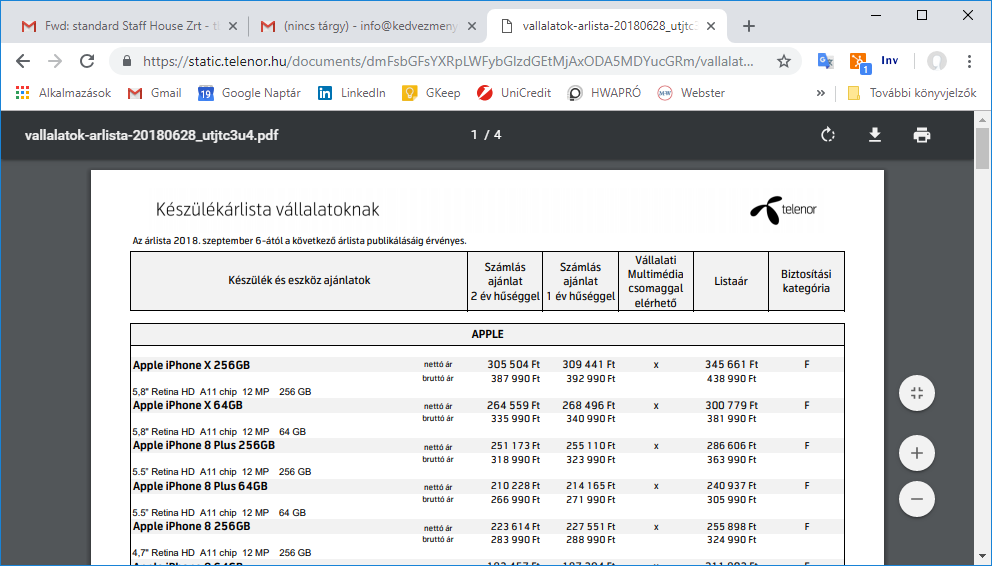 Fwd: standard Staff House Zrt - t
(nincs tárgy) - info@kedvezmeny
vallalatok-arlista-20180628_utjtc3
https://static.telenor.hu/documents/dmFsbGFsYXRpLWFybGlzdGEtMjAxODA5MDYucGRm/vallalat...
1
Inv
Alkalmazások
Gmail
19 Google Naptár
LinkedIn
GKeep
UniCredit
HWAPRÓ
M-W Webster
»
További könyvjelzők
vallalatok-arlista-20180628_utjtc3u4.pdf
1 / 4
Készülékárlista vállalatoknak
telenor
Az árlista 2018. szeptember 6-ától a következő árlista publikálásáig érvényes.
Készülék és eszköz ajánlatok
Számlás ajánlat 2 év hűséggel
Számlás ajánlat 1 év hűséggel
Vállalati Multimédia csomaggal elérhető
Listaár
Biztosítási kategória
APPLE
Apple iPhone X 256GB nettó ár 305 504 Ft 309 441 Ft x 345 661 Ft F
bruttó ár 387 990 Ft 392 990 Ft 438 990 Ft
5,8" Retina HD A11 chip 12 MP 256 GB
Apple iPhone X 64GB nettó ár 264 559 Ft 268 496 Ft x 300 779 Ft F
bruttó ár 335 990 Ft 340 990 Ft 381 990 Ft
5,8" Retina HD A11 chip 12 MP 64 GB
Apple iPhone 8 Plus 256GB nettó ár 251 173 Ft 255 110 Ft x 286 606 Ft F
bruttó ár 318 990 Ft 323 990 Ft 363 990 Ft
5.5" Retina HD A11 chip 12 MP 256 GB
Apple iPhone 8 Plus 64GB nettó ár 210 228 Ft 214 165 Ft x 240 937 Ft F
bruttó ár 266 990 Ft 271 990 Ft 305 990 Ft
5.5" Retina HD A11 chip 12 MP 64 GB
Apple iPhone 8 256GB nettó ár 223 614 Ft 227 551 Ft x 255 898 Ft F
bruttó ár 283 990 Ft 288 990 Ft 324 990 Ft
4,7" Retina HD A11 chip 12 MP 256 GB